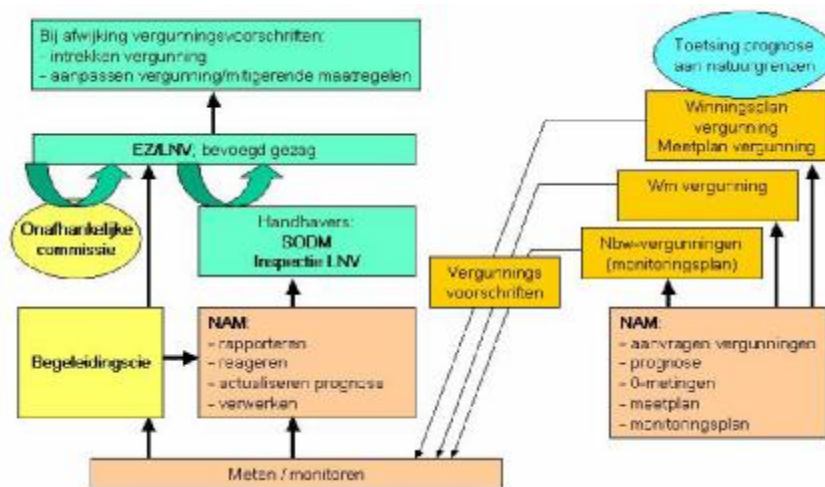 Bij afwijking vergunningsvoorschriften:
- intrekken vergunning
- aanpassen vergunning/mitigerende maatregelen
Toetsing prognose
aan natuurgrenzen
Winningsplan
vergunning
Meetplan vergunning
EZ/LNV, bevoegd gezag
Wm vergunning
Onafhankelijke
commissie
Handhavers:
SODM
Inspectie LNV
Nbw-vergunningen
(monitoringsplan)
Vergunnings
voorschriften
Begeleidingscie
NAM:
- rapporteren
- reageren
- actualiseren prognose
- verwerken
NAM:
- aanvragen vergunningen
- prognose
- 0-metingen
- meetplan
- monitoringsplan
Meten / monitoren